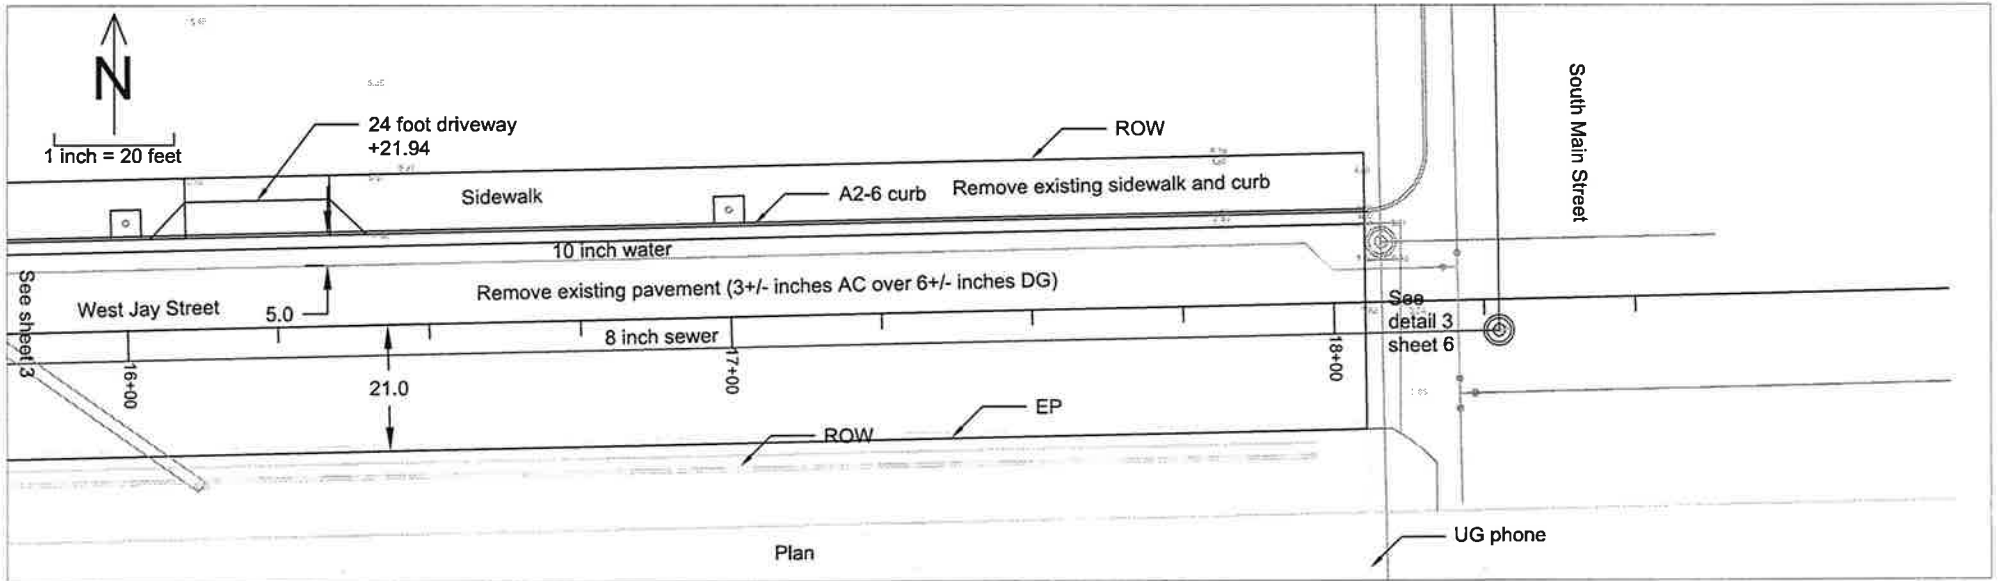 N
1 inch = 20 feet
24 foot driveway
+21.94
ROW
South Main Street
Sidewalk
A2-6 curb
Remove existing sidewalk and curb
10 inch water
See sheet 3
West Jay Street
5.0
Remove existing pavement (3+/- inches AC over 6+/- inches DG)
8 inch sewer
See
detail 3
sheet 6
16+00
17+00
18+00
21.0
EP
ROW
UG phone
Plan